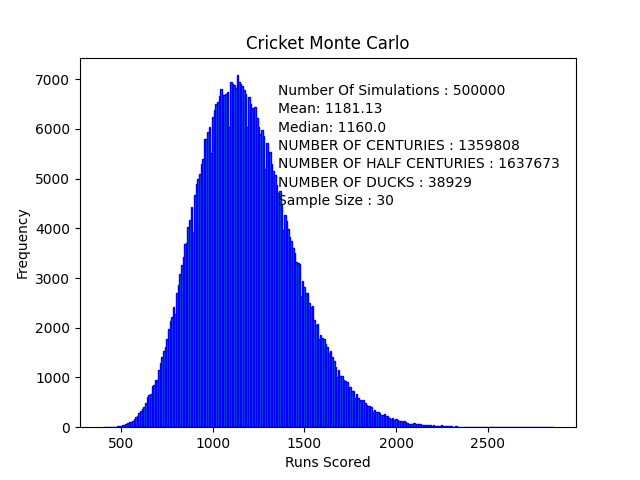 Cricket Monte Carlo
7000
6000
5000
4000
3000
2000
1000
0
Frequency
Number Of Simulations : 500000
Mean: 1181.13
Median: 1160.0
NUMBER OF CENTURIES : 1359808
NUMBER OF HALF CENTURIES : 1637673
NUMBER OF DUCKS : 38929
Sample Size : 30
500
1000
1500
2000
2500
Runs Scored